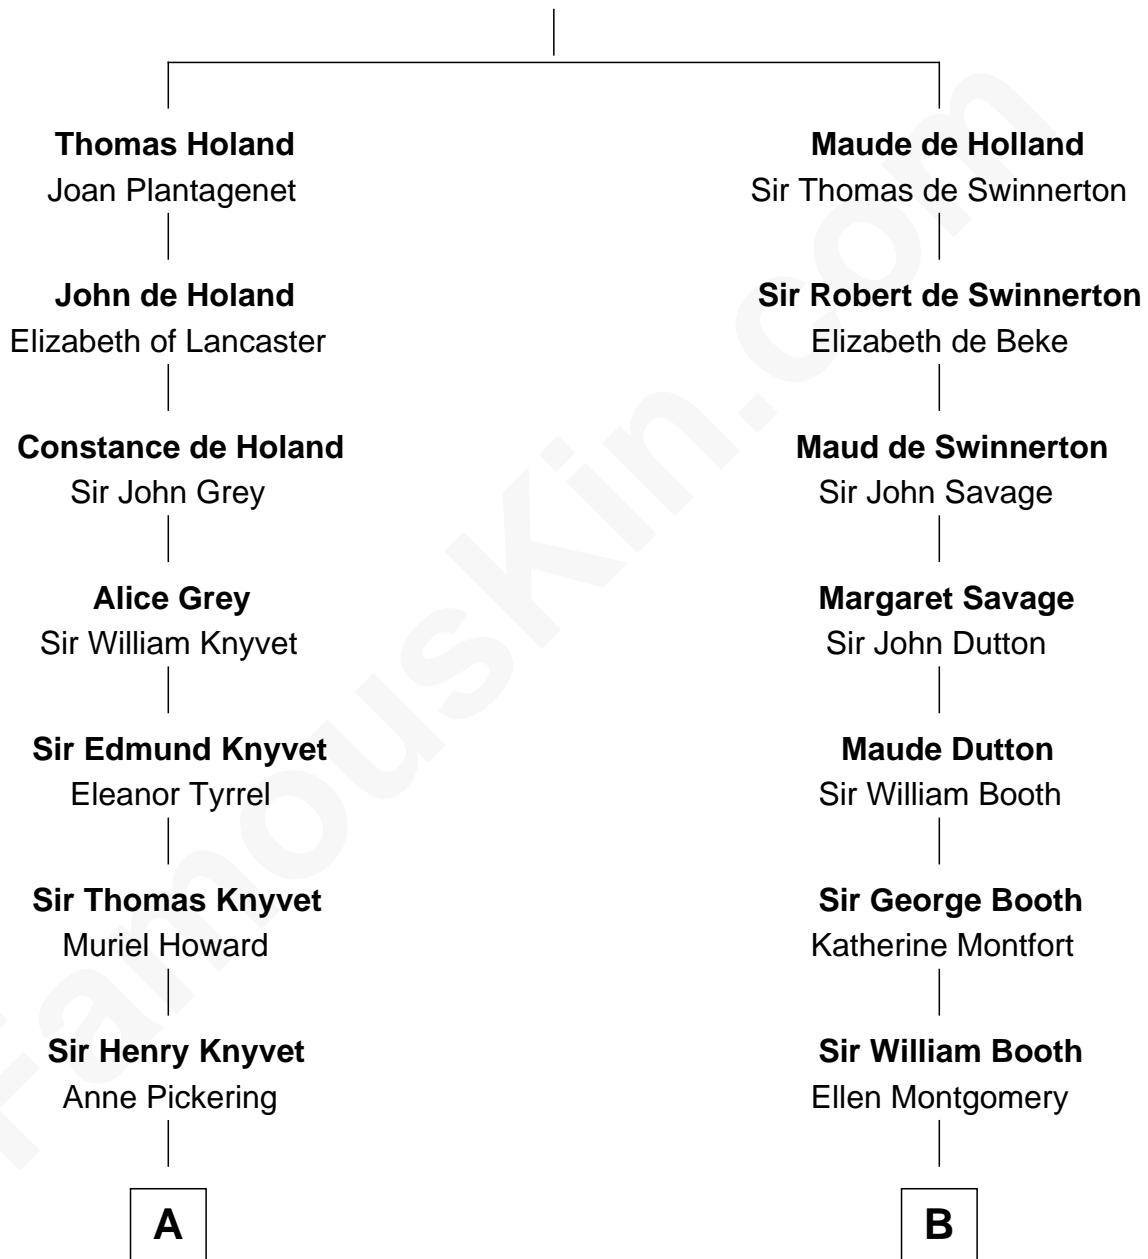 Thomas Holand
Joan Plantagenet
John de Holand
Elizabeth of Lancaster
Constance de Holand
Sir John Grey
Alice Grey
Sir William Knyvet
Sir Edmund Knyvet
Eleanor Tyrrel
Sir Thomas Knyvet
Muriel Howard
Sir Henry Knyvet
Anne Pickering
A
Maude de Holland
Sir Thomas de Swinnerton
Sir Robert de Swinnerton
Elizabeth de Beke
Maud de Swinnerton
Sir John Savage
Margaret Savage
Sir John Dutton
Maude Dutton
Sir William Booth
Sir George Booth
Katherine Montfort
Sir William Booth
Ellen Montgomery
B
FamousKin.com